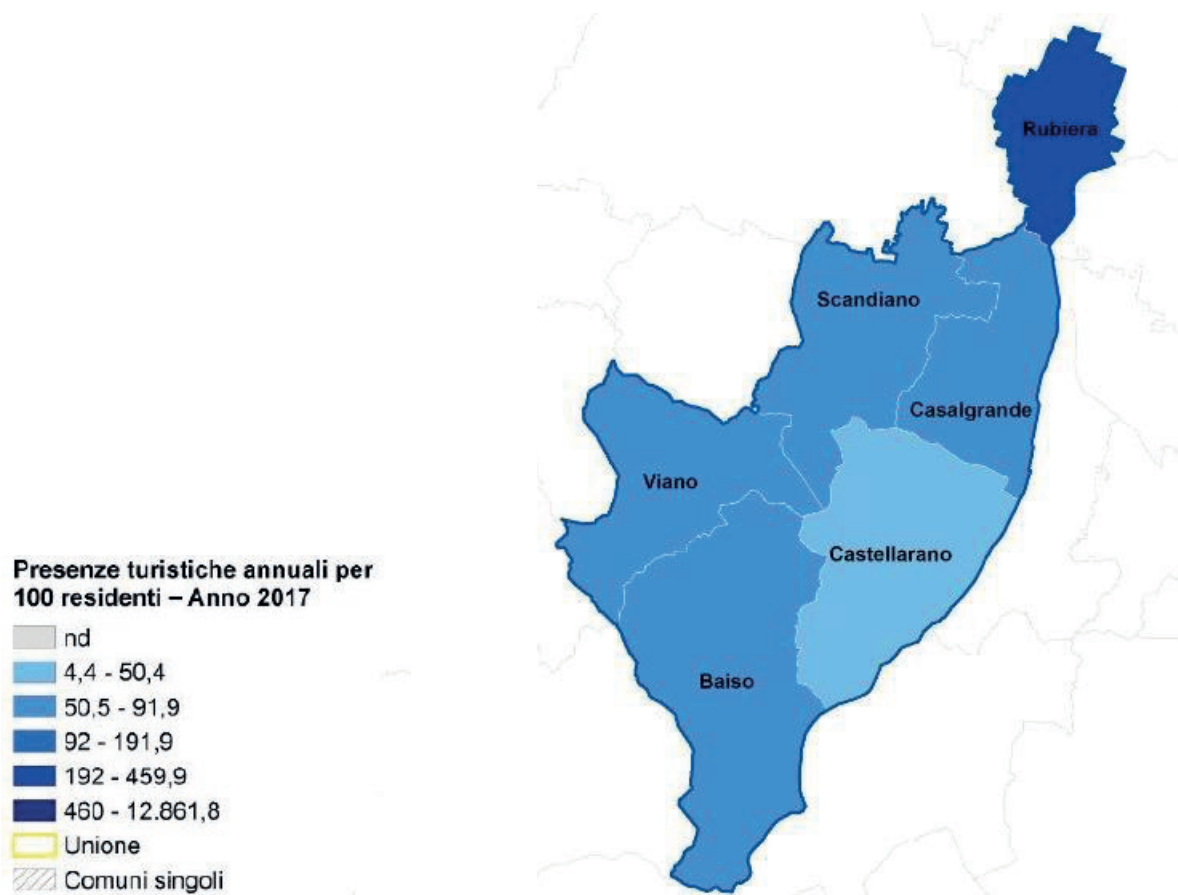 Rubiera
Scandiano
Casalgrande
Viano
Castellarano
Baiso
Presenze turistiche annuali per
100 residenti – Anno 2017
nd
4,4 - 50,4
50,5 - 91,9
92 - 191,9
192 - 459,9
460 - 12.861,8
Unione
Comuni singoli